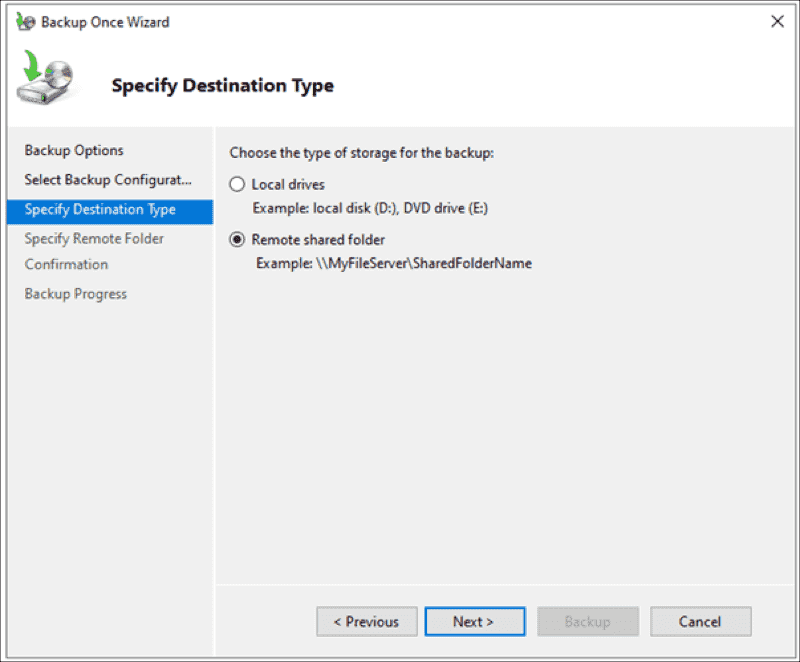 Backup Once Wizard
Specify Destination Type
Backup Options
Select Backup Configurat...
Specify Destination Type
Specify Remote Folder
Confirmation
Backup Progress
Choose the type of storage for the backup:
Local drives
Example: local disk (D:), DVD drive (E:)
Remote shared folder
Example: \\MyFileServer\SharedFolderName
< Previous
Next >
Backup
Cancel